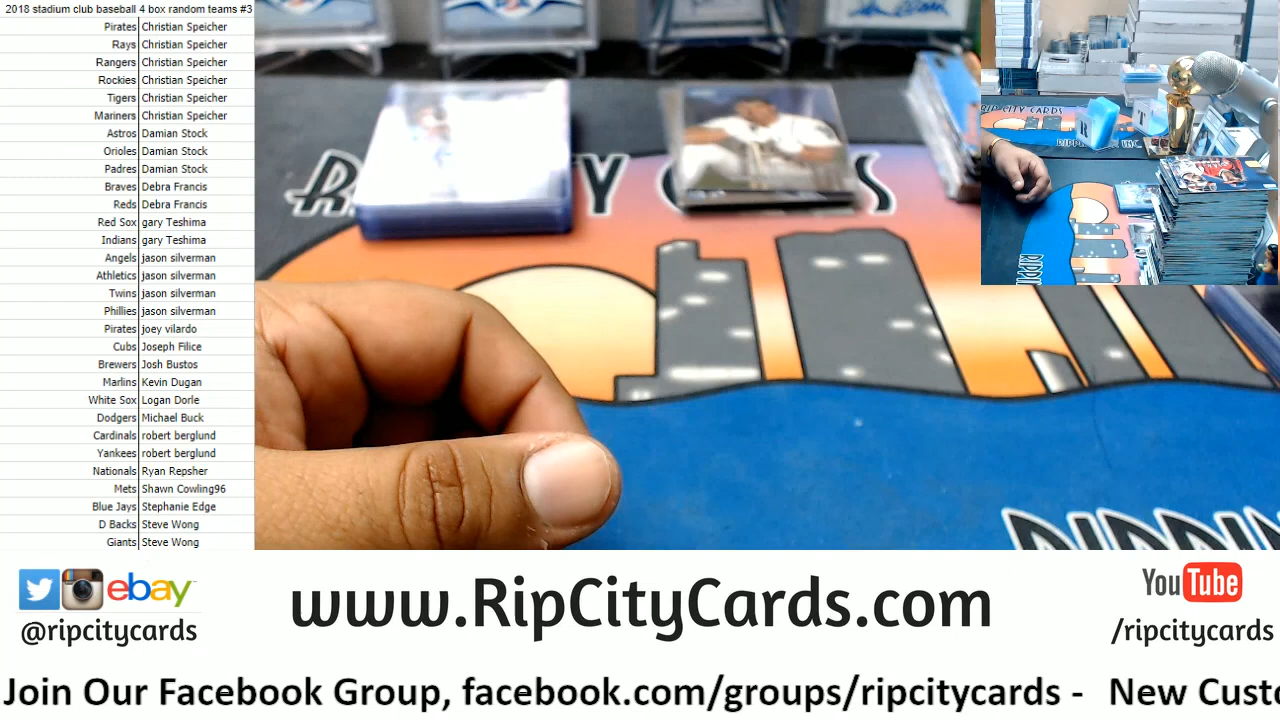 2018 stadium club baseball 4 box random teams #3
Pirates Christian Speicher
Rays Christian Speicher
Rangers Christian Speicher
Rockies Christian Speicher
Tigers Christian Speicher
Mariners Christian Speicher
Astros Damian Stock
Orioles Damian Stock
Padres Damian Stock
Braves Debra Francis
Reds Debra Francis
Red Sox gary Teshima
Indians gary Teshima
Angels jason silverman
Athletics jason silverman
Twins jason silverman
Phillies jason silverman
Pirates joey vilardo
Cubs Joseph Filice
Brewers Josh Bustos
Marlins Kevin Dugan
White Sox Logan Dorle
Dodgers Michael Buck
Cardinals robert berglund
Yankees robert berglund
Nationals Ryan Repsher
Mets Shawn Cowling96
Blue Jays Stephanie Edge
D Backs Steve Wong
Giants Steve Wong
RIP CITY CARDS
R T
ebay
@ripcitycards
www.RipCityCards.com
YouTube
/ripcitycards
Join Our Facebook Group, facebook.com/groups/ripcitycards - New Custo